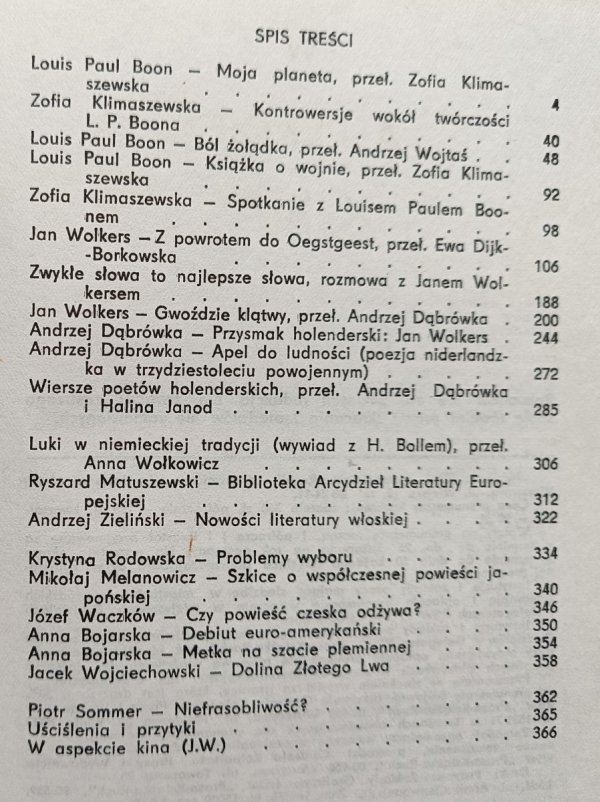 SPIS TREŚCI
Louis Paul Boon — Moja planeta, przeł. Zofia Klima-
szewska . . . . . . . . . . 4
Zofia Klimaszewska — Kontrowersje wokół twórczości
L. P. Boona . . . . . . . . . . 40
Louis Paul Boon — Ból żołądka, przeł. Andrzej Wojtaś . . 48
Louis Paul Boon — Książka o wojnie, przeł. Zofia Klima-
szewska . . . . . . . . . . 92
Zofia Klimaszewska — Spotkanie z Louisem Paulem Boo-
nem . . . . . . . . . . 98
Jan Wolkers — Z powrotem do Oegstgeest, przeł. Ewa Dijk-
-Borkowska . . . . . . . . . 106
Zwykłe słowa to najlepsze słowa, rozmowa z Janem Wol-
kersem . . . . . . . . . . 188
Jan Wolkers — Gwoździe klątwy, przeł. Andrzej Dąbrówka . 200
Andrzej Dąbrówka — Przysmak holenderski: Jan Wolkers . 244
Andrzej Dąbrówka — Apel do ludności (poezja niderlandz-
ka w trzydziestoleciu powojennym) . . . . . 272
Wiersze poetów holenderskich, przeł. Andrzej Dąbrówka
i Halina Janod . . . . . . . . . 285
Luki w niemieckiej tradycji (wywiad z H. Bollem), przeł.
Anna Wołkowicz . . . . . . . . 306
Ryszard Matuszewski — Biblioteka Arcydzieł Literatury Euro-
pejskiej . . . . . . . . . . 312
Andrzej Zieliński — Nowości literatury włoskiej . . . . 322
Krystyna Rodowska — Problemy wyboru . . . . . 334
Mikołaj Melanowicz — Szkice o współczesnej powieści ja-
pońskiej . . . . . . . . . . 340
Józef Waczków — Czy powieść czeska odżywa? . . . . 346
Anna Bojarska — Debiut euro-amerykański . . . . 350
Anna Bojarska — Metka na szacie plemiennej . . . . 354
Jacek Wojciechowski — Dolina Złotego Lwa . . . . 358
Piotr Sommer — Niefrasobliwość? . . . . . . . 362
Uściślenia i przytyki . . . . . . . . . 365
W aspekcie kina (J.W.) . . . . . . . . . 366